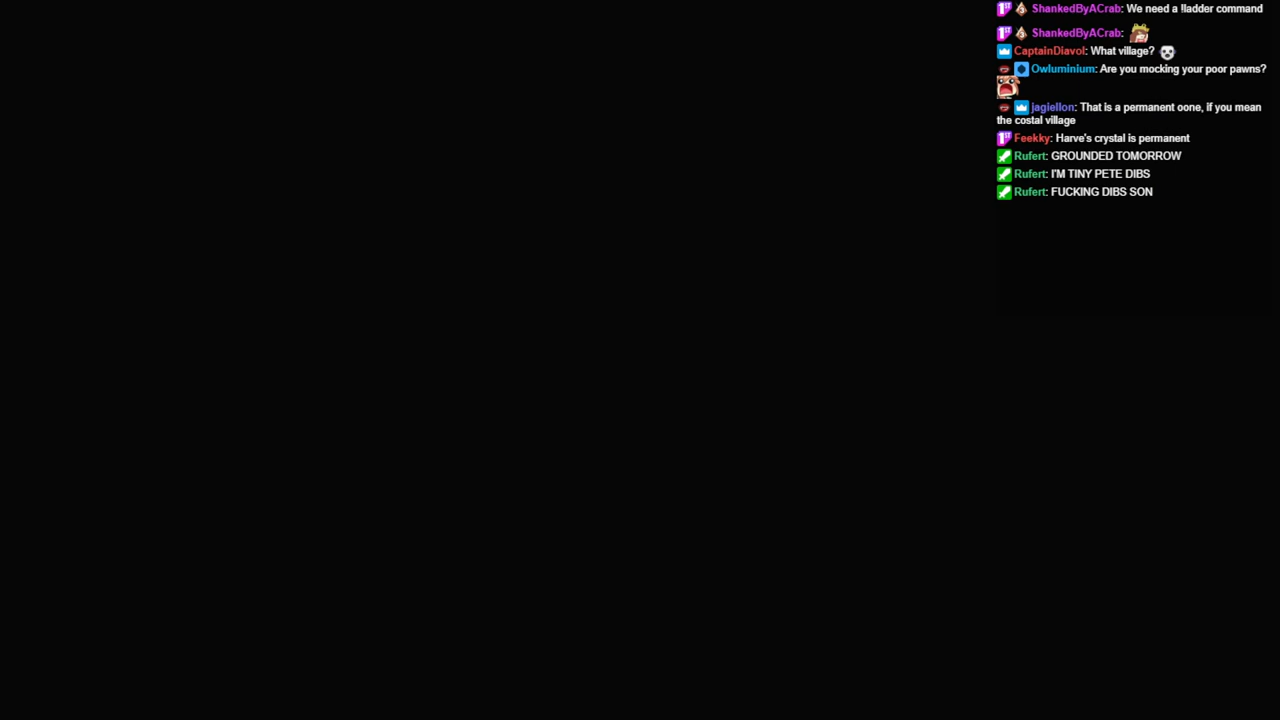 ShankedByACrab: We need a !ladder command
ShankedByACrab:
CaptainDiavol: What village?
Owluminium: Are you mocking your poor pawns?
jagiellon: That is a permanent oone, if you mean
the costal village
Feekky: Harve's crystal is permanent
Rufert: GROUNDED TOMORROW
Rufert: I'M TINY PETE DIBS
Rufert: FUCKING DIBS SON